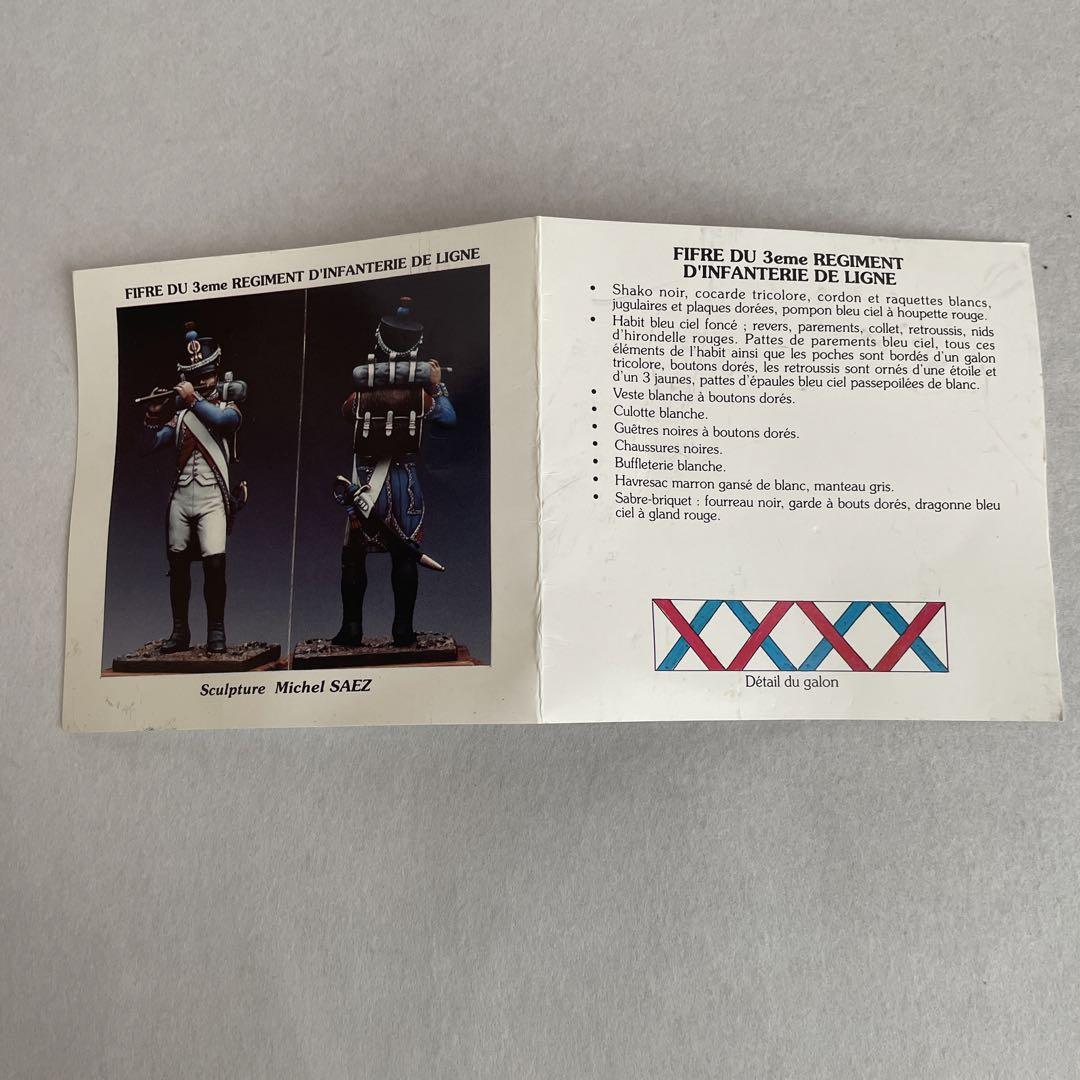 FIFRE DU 3eme REGIMENT D'INFANTERIE DE LIGNE
Sculpture Michel SAEZ
FIFRE DU 3eme REGIMENT
D'INFANTERIE DE LIGNE
• Shako noir, cocarde tricolore, cordon et raquettes blancs,
jugulaires et plaques dorées, pompon bleu ciel à houpette rouge.
• Habit bleu ciel foncé ; revers, parements, collet, retroussis, nids
d'hirondelle rouges. Pattes de parements bleu ciel, tous ces
éléments de l'habit ainsi que les poches sont bordés d'un galon
tricolore, boutons dorés, les retroussis sont ornés d'une étoile et
d'un 3 jaunes, pattes d'épaules bleu ciel passepoilées de blanc.
• Veste blanche à boutons dorés.
• Culotte blanche.
• Guêtres noires à boutons dorés.
• Chaussures noires.
• Buffleterie blanche.
• Havresac marron gansé de blanc, manteau gris.
• Sabre-briquet : fourreau noir, garde à bouts dorés, dragonne bleu
ciel à gland rouge.
Détail du galon